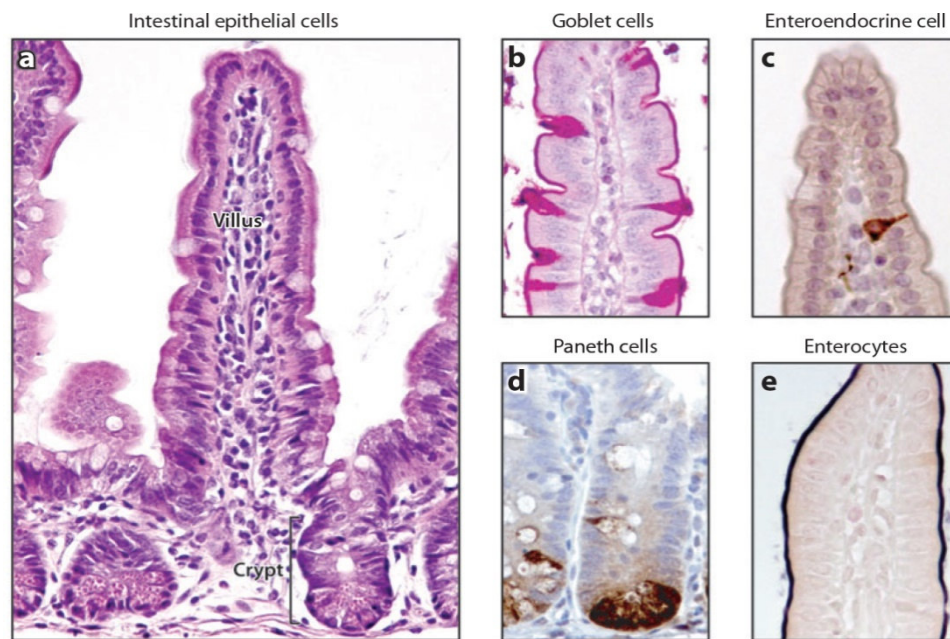 Intestinal epithelial cells
a
Villus
Crypt
Goblet cells
b
Enteroendocrine cell
c
Paneth cells
d
Enterocytes
e